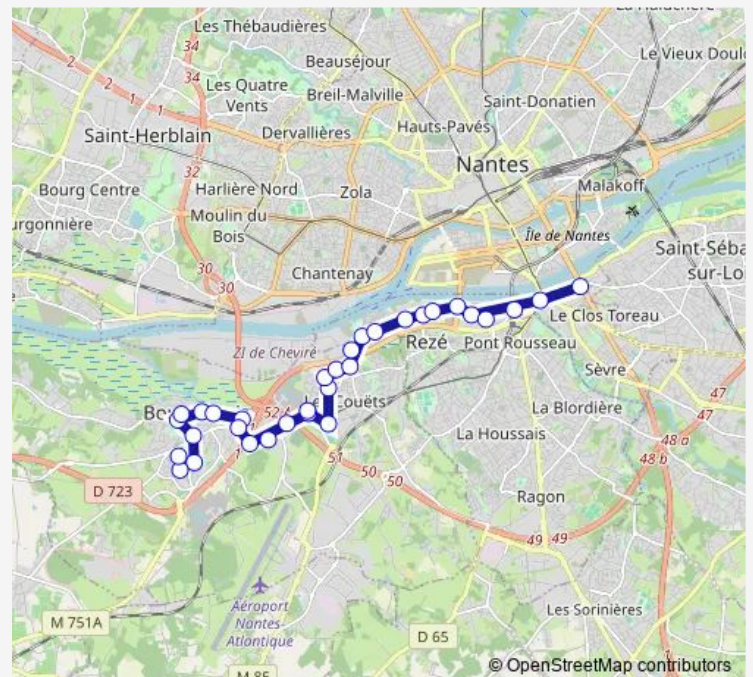 Les Thébaudières
34
34
2
2
1
1
Beauséjour
Le Vieux Doulo
Les Quatre
Vents
Breil-Malville
Saint-Donatien
Saint-Herblain
Dervallières
Hauts-Pavés
32
Nantes
Bourg Centre
Harlière Nord
Zola
Malakoff
urgonnière
Moulin du
Bois
Île de Nantes
Saint-Séba
sur-Lo
30
30
Chantenay
Le Clos Toreau
ZI de Cheviré
Rezé
Pont Rousseau
Sèvre
Bou
52
Les Couëts
La Blordière
47
47
La Houssais
51
50
50
48 a
48 b
D 723
Ragon
49
49
Aéroport
Nantes-
Atlantique
Les Sorinières
M 751A
D 65
M 85
© OpenStreetMap contributors